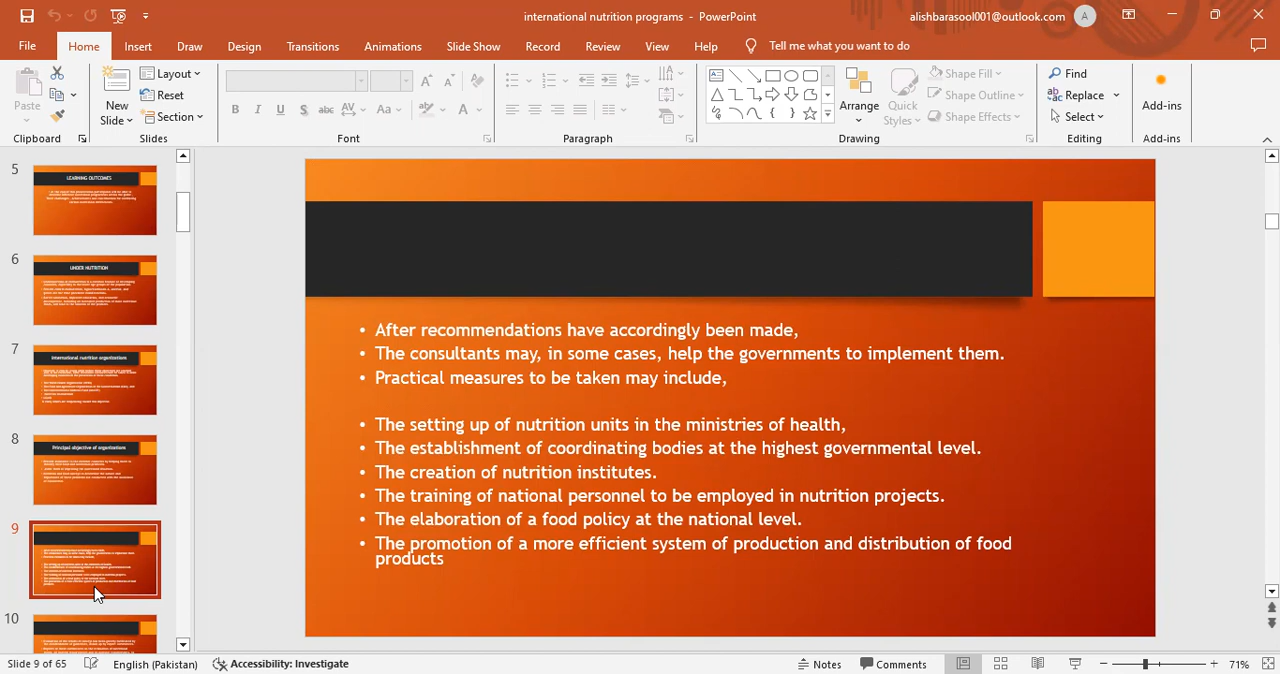 international nutrition programs - PowerPoint
alishbarasool001@outlook.com
A
File
Home
Insert
Draw
Design
Transitions
Animations
Slide Show
Record
Review
View
Help
Tell me what you want to do
Paste
New
Slide
Layout
Reset
Section
B I U S abc AV Aa A
Arrange
Quick
Styles
Shape Fill
Shape Outline
Shape Effects
Find
Replace
Select
Add-ins
Clipboard
Slides
Font
Paragraph
Drawing
Editing
Add-ins
5
LEARNING OUTCOMES
6
UNDER NUTRITION
7
International nutrition organizations
8
Principal objective of organizations
9
10
• After recommendations have accordingly been made,
• The consultants may, in some cases, help the governments to implement them.
• Practical measures to be taken may include,
• The setting up of nutrition units in the ministries of health,
• The establishment of coordinating bodies at the highest governmental level.
• The creation of nutrition institutes.
• The training of national personnel to be employed in nutrition projects.
• The elaboration of a food policy at the national level.
• The promotion of a more efficient system of production and distribution of food
products
Slide 9 of 65
English (Pakistan)
Accessibility: Investigate
Notes
Comments
71%